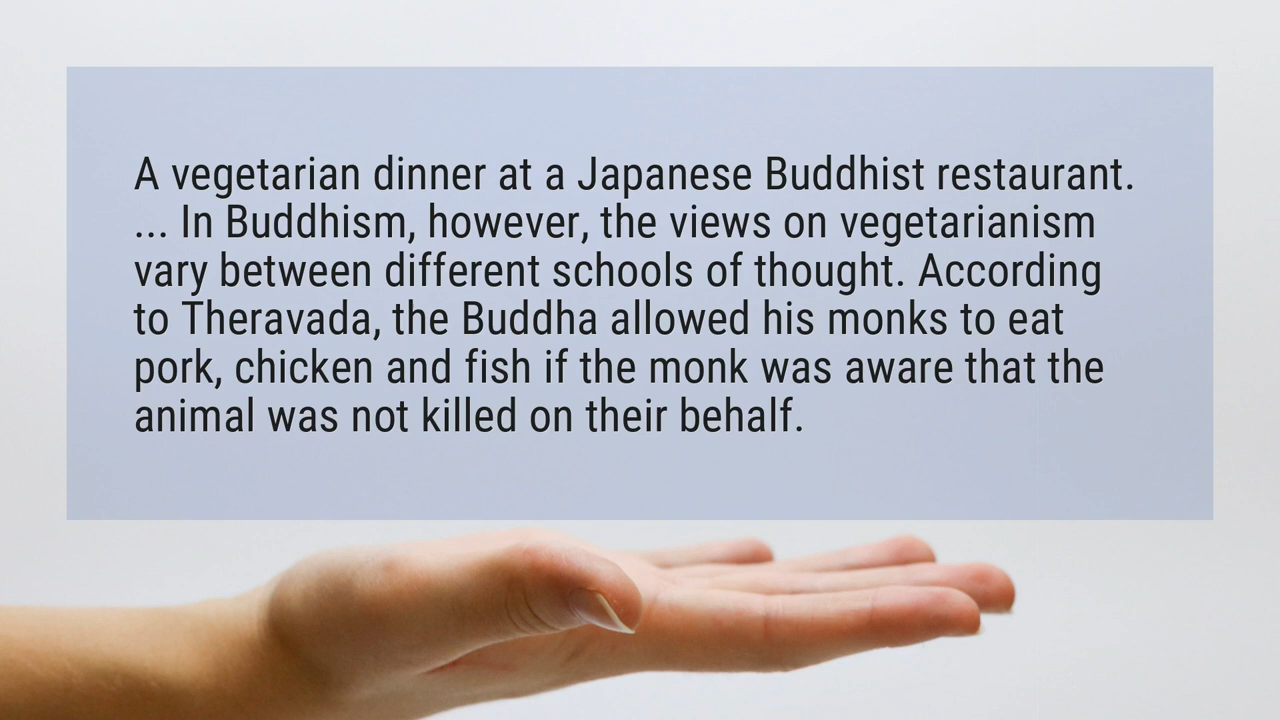 A vegetarian dinner at a Japanese Buddhist restaurant.
... In Buddhism, however, the views on vegetarianism
vary between different schools of thought. According
to Theravada, the Buddha allowed his monks to eat
pork, chicken and fish if the monk was aware that the
animal was not killed on their behalf.